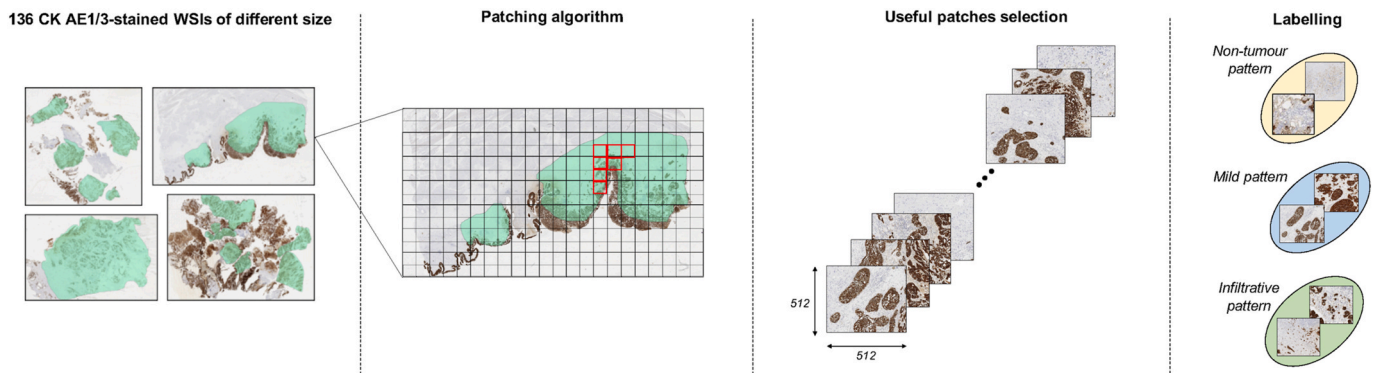 136 CK AE1/3-stained WSIs of different size
Patching algorithm
Useful patches selection
Labelling
512
512
Non-tumour
pattern
Mild pattern
Infiltrative
pattern